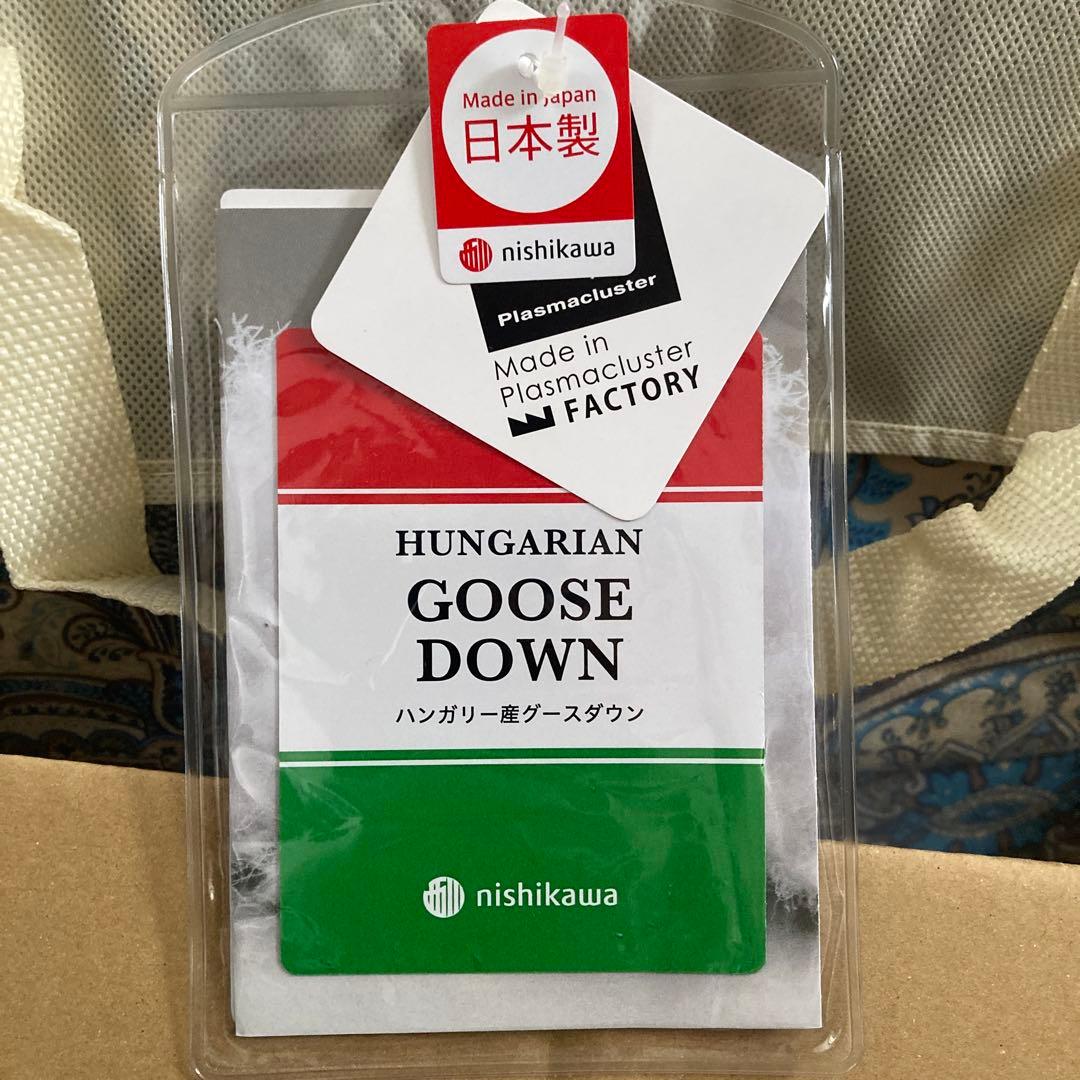 Made in Japan
日本製
nishikawa
Plasmacluster
Made in
Plasmacluster
FACTORY
HUNGARIAN
GOOSE
DOWN
ハンガリー産グースダウン
nishikawa